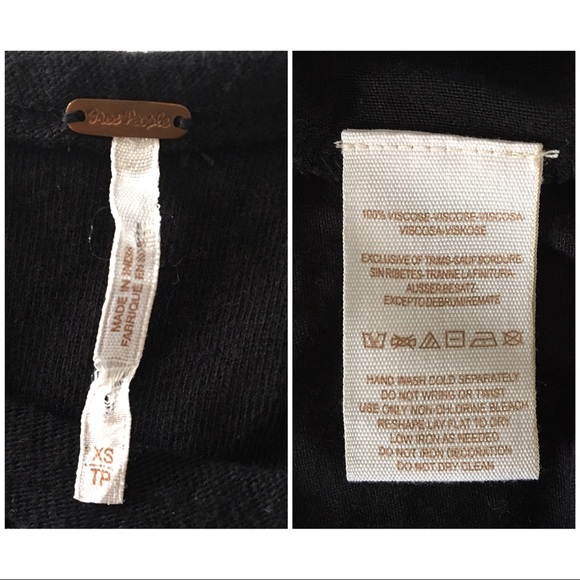 Free People
MADE IN INDIA
FABRIQUÉ EN
XS
TP
100% VISCOSE-VISCOSE-VISCOSA-
VISCOSA-VISKOSE
EXCLUSIVE OF TRIMS-SAUF BORDURE.
SIN RIBETES-TRANNE LA FINITURA-
AUSSER BESATZ.
EXCEPTO DEBRUM/REMATE
HAND WASH COLD SEPARATELY
DO NOT WRING OR TWIST
USE ONLY NON-CHLORINE BLEACH
RESHAPE LAY FLAT TO DRY
LOW IRON AS NEEDED
DO NOT IRON DECORATION
DO NOT DRY CLEAN